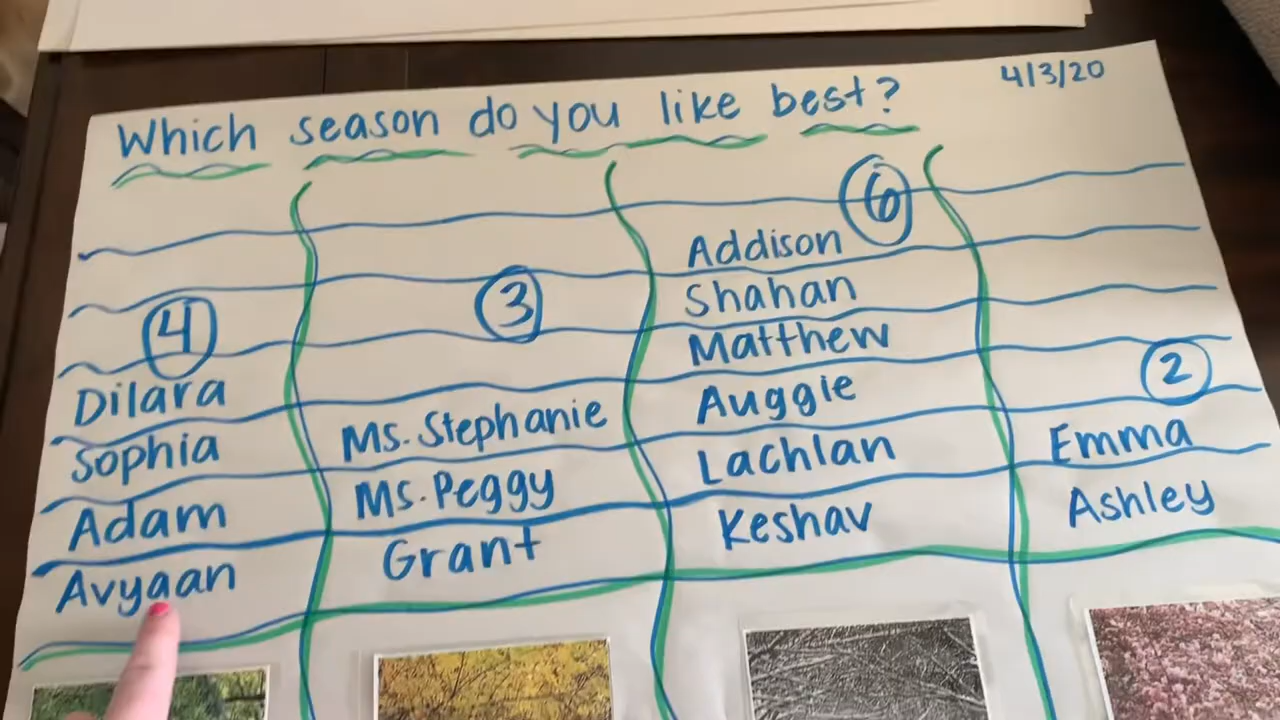 Which season do you like best?
4/3/20
4
Dilara
Sophia
Adam
Avyaan
3
Ms. Stephanie
Ms. Peggy
Grant
6
Addison
Shahan
Matthew
Auggie
Lachlan
Keshav
2
Emma
Ashley